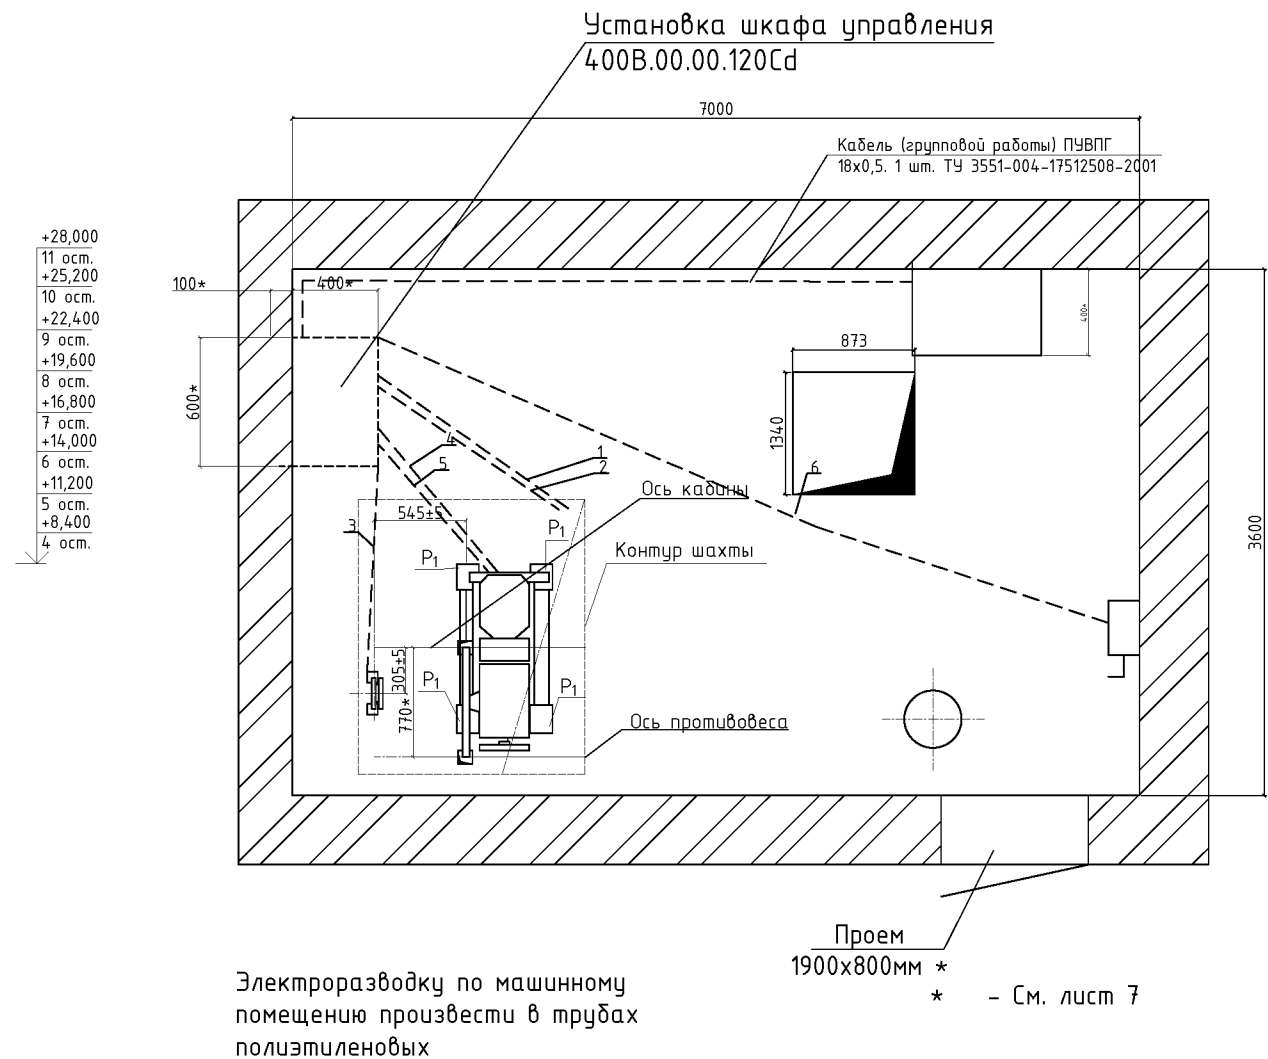 Установка шкафа управления
400В.00.00.120Cd
7000
Кабель (групповой работы) ПУВПГ
18х0,5. 1 шт. ТУ 3551-004-17512508-2001
+28,000
11 ост.
+25,200
10 ост.
+22,400
9 ост.
+19,600
8 ост.
+16,800
7 ост.
+14,000
6 ост.
+11,200
5 ост.
+8,400
4 ост.
100*
400*
400*
873
600*
1340
4
5
1
2
6
Ось кабины
545±5
3
P1
P1
Контур шахты
3600
305±5
770*
P1
P1
Ось противовеса
Проем
1900х800мм *
* - См. лист 7
Электроразводку по машинному
помещению произвести в трубах
полиэтиленовых